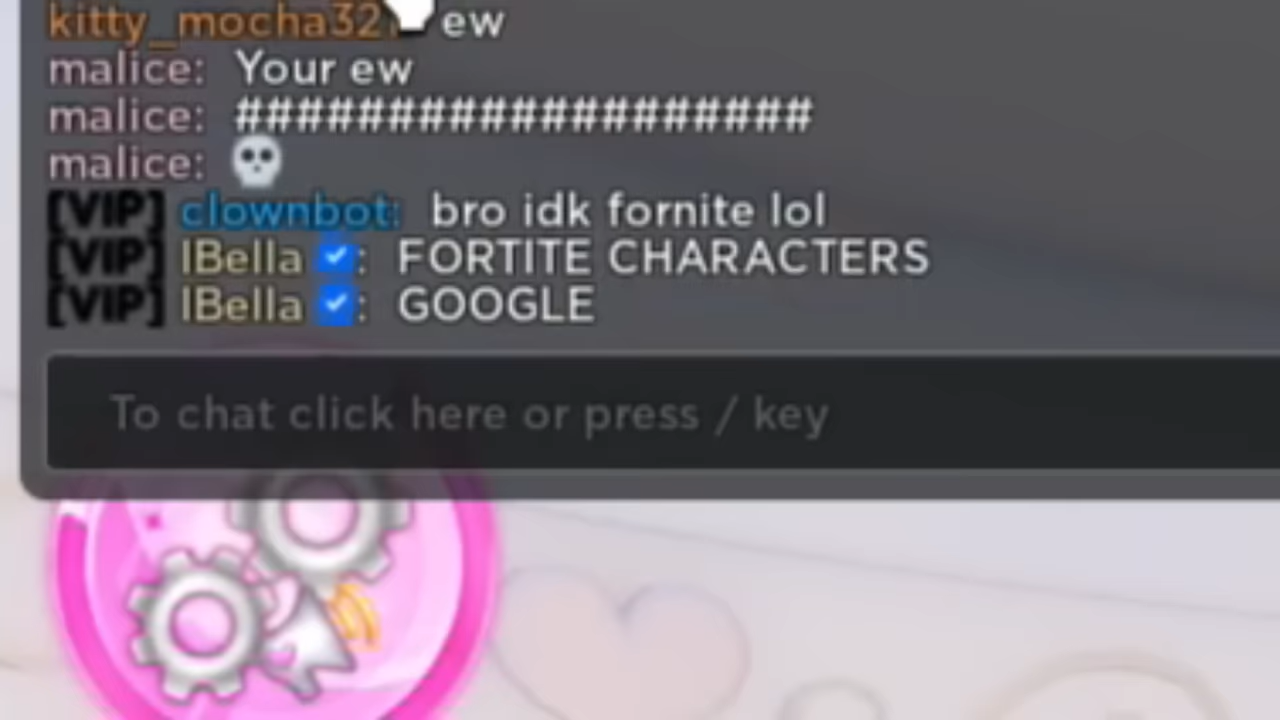 kitty_mocha321 ew
malice: Your ew
malice: ###################
malice: 💀
[VIP] clownbot: bro idk fornite lol
[VIP] lBella ✓: FORTITE CHARACTERS
[VIP] lBella ✓: GOOGLE
To chat click here or press / key